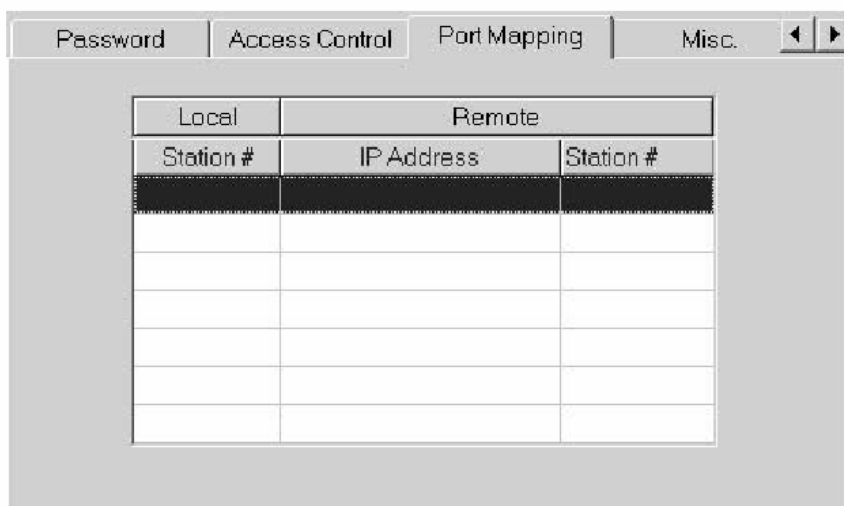 Password Access Control Port Mapping Misc.
Local Remote
Station # IP Address Station #